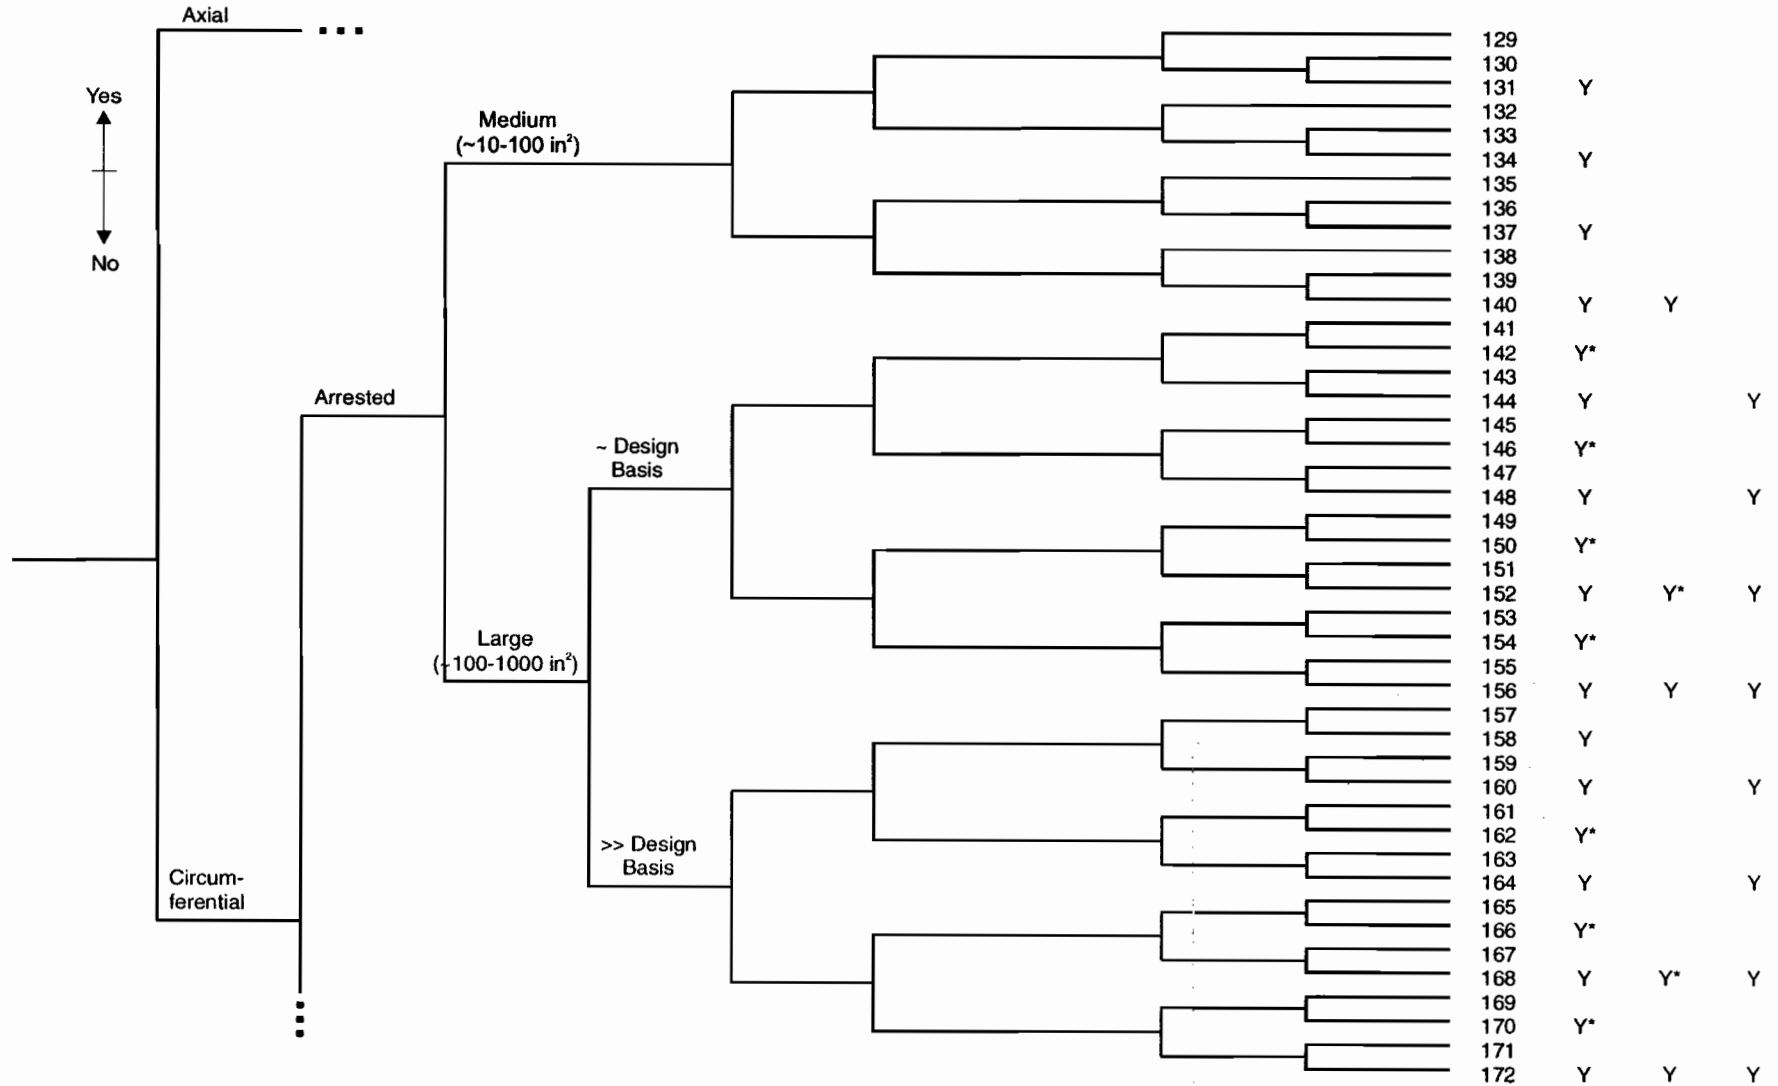 Axial
Yes
No
Medium
(~10-100 in²)
Arrested
~ Design
Basis
Large
(~100-1000 in²)
>> Design
Basis
Circum-
ferential
129
130
131 Y
132
133
134 Y
135
136
137 Y
138
139
140 Y Y
141
142 Y*
143
144 Y Y
145
146 Y*
147
148 Y Y
149
150 Y*
151
152 Y Y* Y
153
154 Y*
155
156 Y Y Y
157
158 Y
159
160 Y Y
161
162 Y*
163
164 Y Y
165
166 Y*
167
168 Y Y* Y
169
170 Y*
171
172 Y Y Y